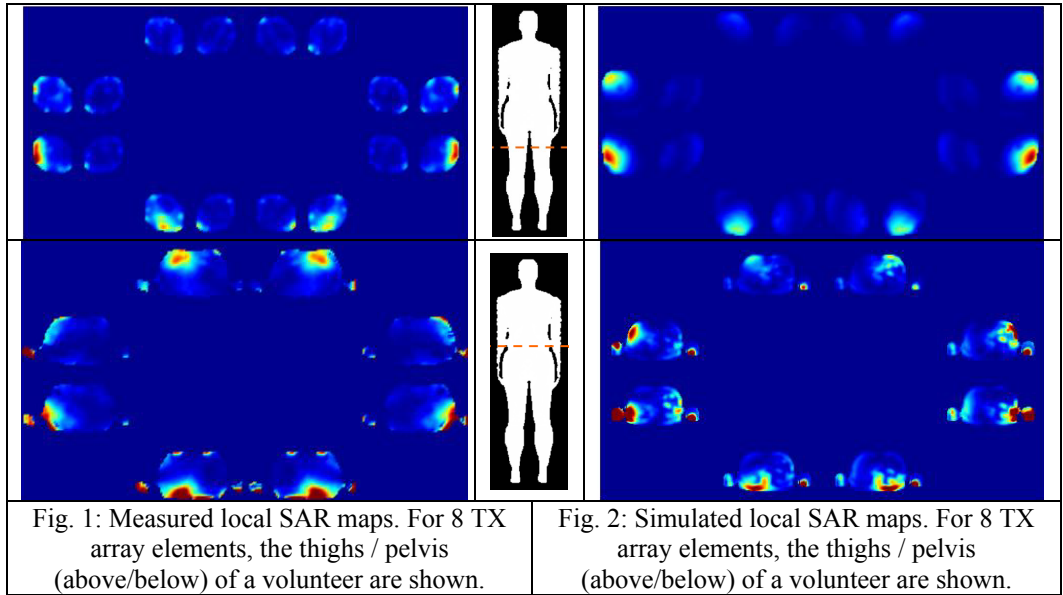 Fig. 1: Measured local SAR maps. For 8 TX
array elements, the thighs / pelvis
(above/below) of a volunteer are shown.
Fig. 2: Simulated local SAR maps. For 8 TX
array elements, the thighs / pelvis
(above/below) of a volunteer are shown.